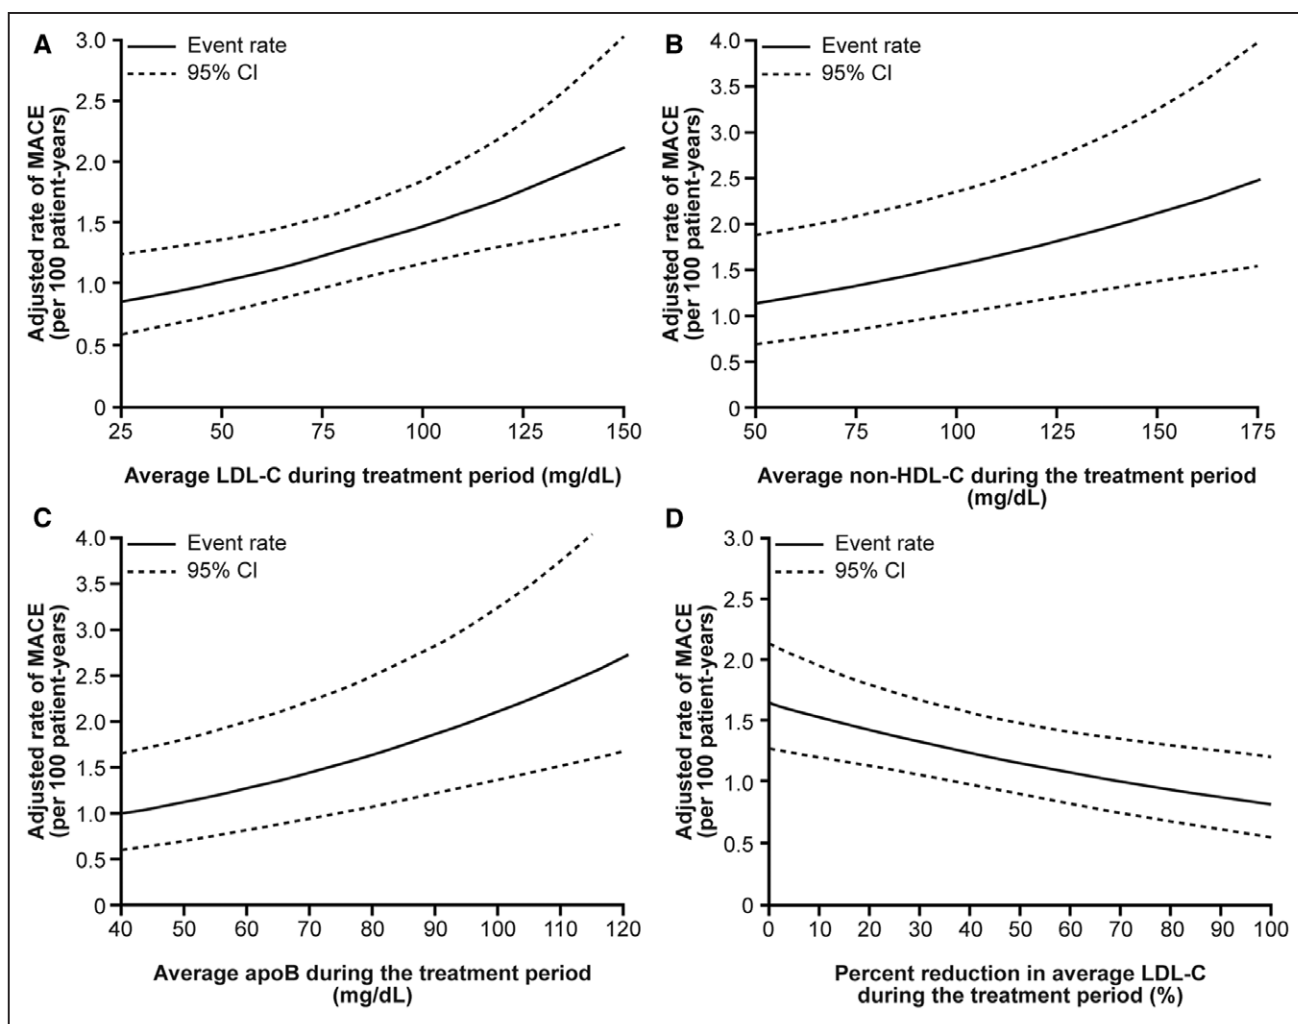 A
Event rate
95% CI
3.0
2.5
2.0
1.5
1.0
0.5
0
Adjusted rate of MACE
(per 100 patient-years)
25 50 75 100 125 150
Average LDL-C during treatment period (mg/dL)
B
Event rate
95% CI
4.0
3.5
3.0
2.5
2.0
1.5
1.0
0.5
0
Adjusted rate of MACE
(per 100 patient-years)
50 75 100 125 150 175
Average non-HDL-C during the treatment period
(mg/dL)
C
Event rate
95% CI
4.0
3.5
3.0
2.5
2.0
1.5
1.0
0.5
0
Adjusted rate of MACE
(per 100 patient-years)
40 50 60 70 80 90 100 110 120
Average apoB during the treatment period
(mg/dL)
D
Event rate
95% CI
3.0
2.5
2.0
1.5
1.0
0.5
0
Adjusted rate of MACE
(per 100 patient-years)
0 10 20 30 40 50 60 70 80 90 100
Percent reduction in average LDL-C
during the treatment period (%)